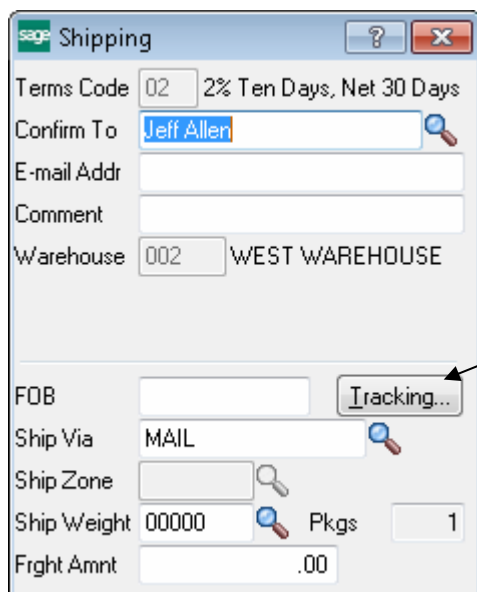 sage Shipping ?
Terms Code 02 2% Ten Days, Net 30 Days
Confirm To Jeff Allen
E-mail Addr
Comment
Warehouse 002 WEST WAREHOUSE
FOB Tracking...
Ship Via MAIL
Ship Zone
Ship Weight 00000 Pkgs 1
Frght Amnt .00